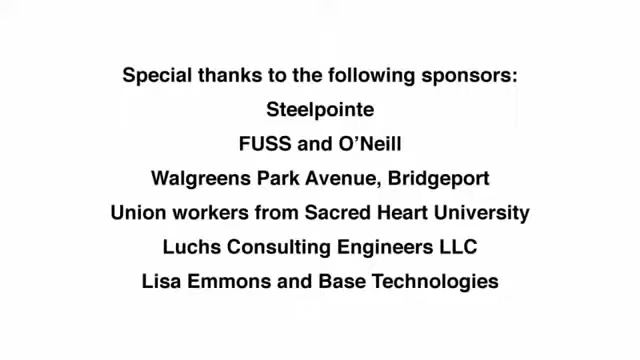 Special thanks to the following sponsors:
Steelpointe
FUSS and O’Neill
Walgreens Park Avenue, Bridgeport
Union workers from Sacred Heart University
Luchs Consulting Engineers LLC
Lisa Emmons and Base Technologies